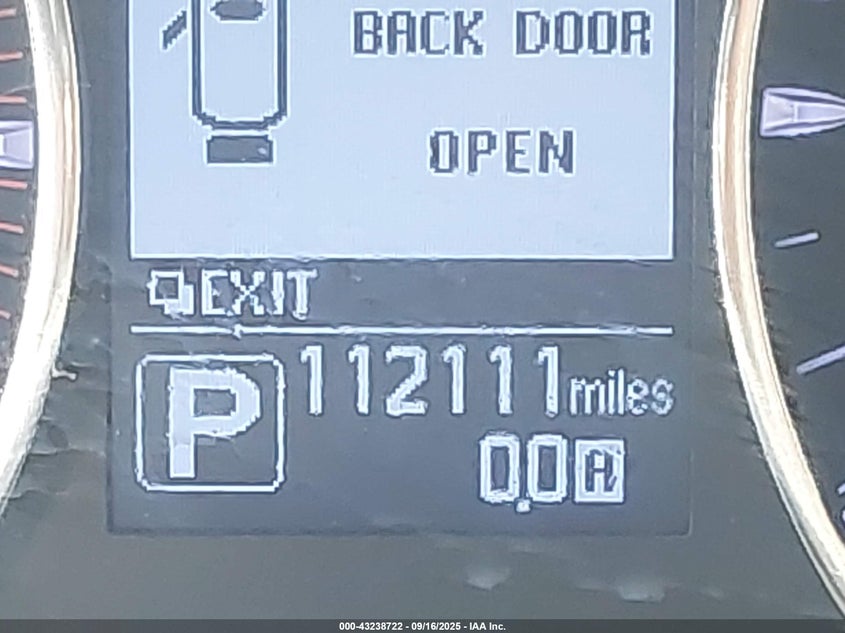 BACK DOOR
OPEN
EXIT
P 112111 miles
0.0 A
000-43238722 - 09/16/2025 - IAA Inc.